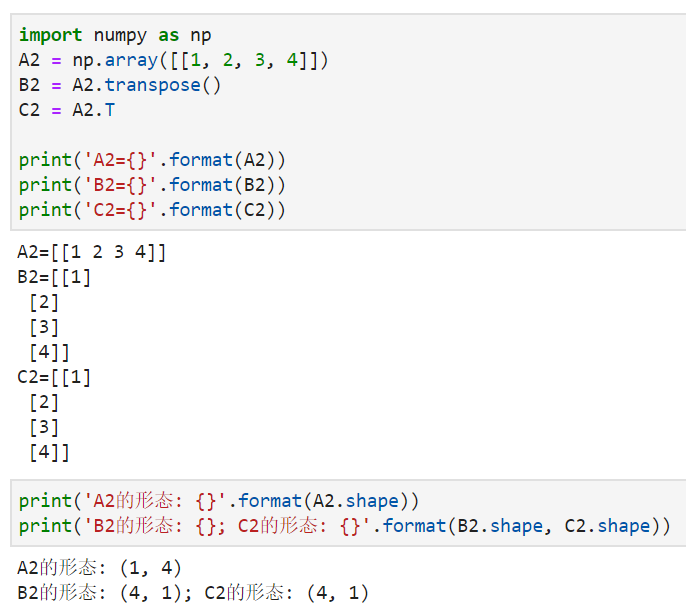 import numpy as np
A2 = np.array([[1, 2, 3, 4]])
B2 = A2.transpose()
C2 = A2.T

print('A2={}'.format(A2))
print('B2={}'.format(B2))
print('C2={}'.format(C2))
A2=[[1 2 3 4]]
B2=[[1]
 [2]
 [3]
 [4]]
C2=[[1]
 [2]
 [3]
 [4]]
print('A2的形态: {}'.format(A2.shape))
print('B2的形态: {}; C2的形态: {}'.format(B2.shape, C2.shape))
A2的形态: (1, 4)
B2的形态: (4, 1); C2的形态: (4, 1)